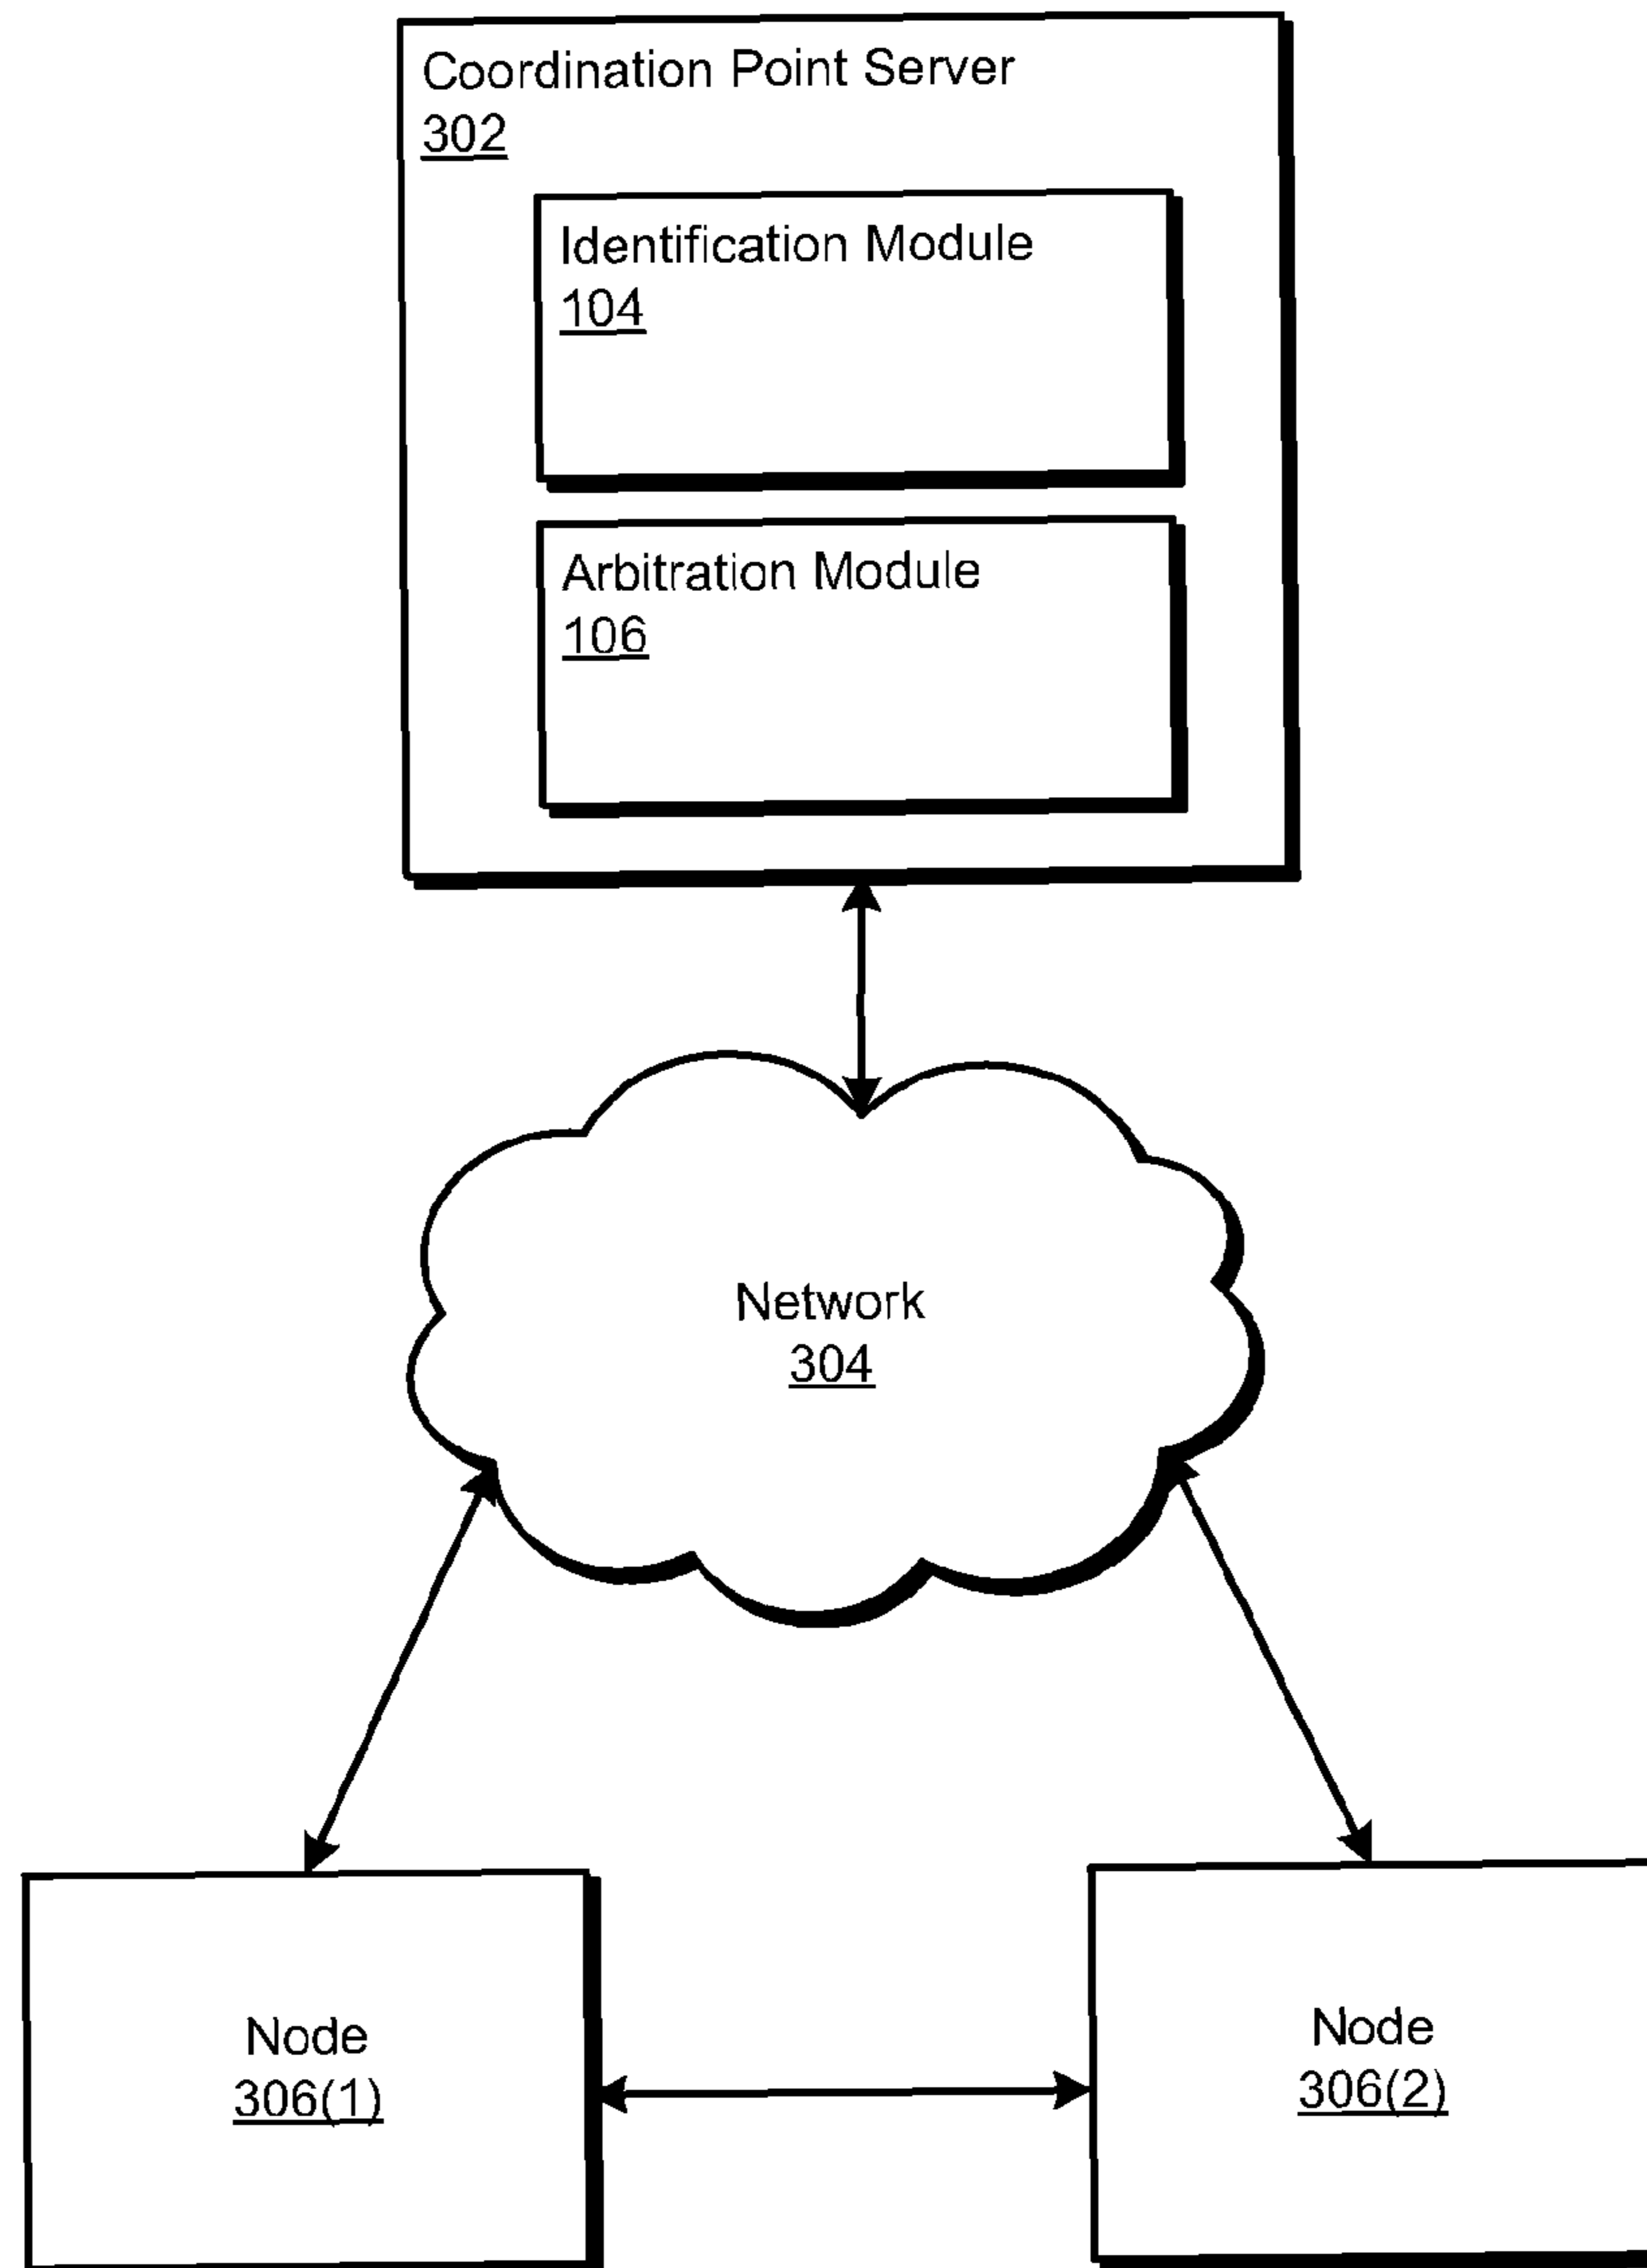 Coordination Point Server
302
Identification Module
104
Arbitration Module
106
Network
304
Node
306(1)
Node
306(2)